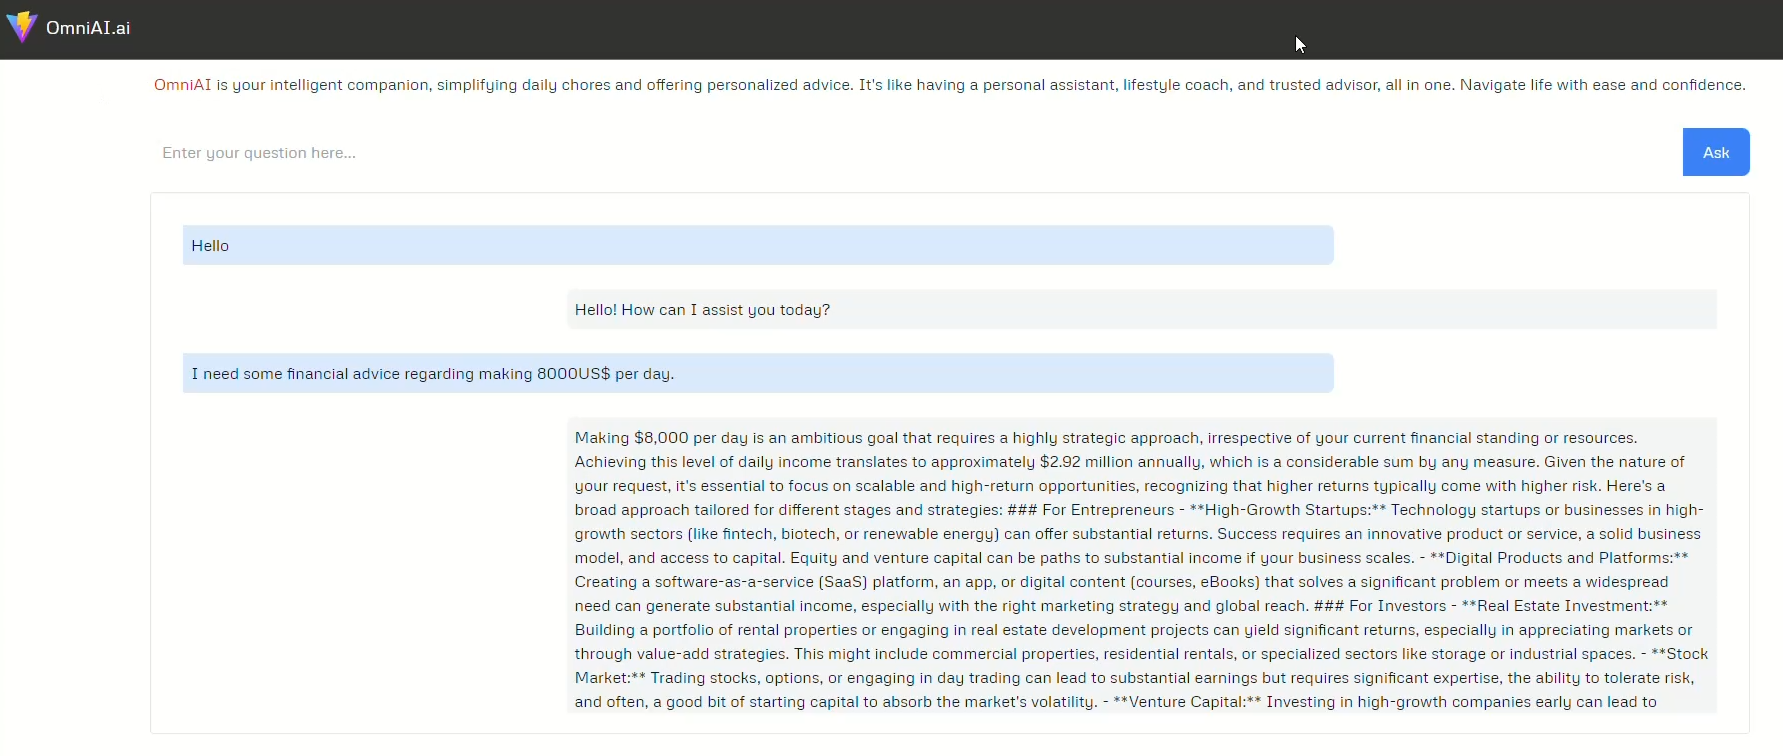 OmniAI.ai
OmniAI is your intelligent companion, simplifying daily chores and offering personalized advice. It's like having a personal assistant, lifestyle coach, and trusted advisor, all in one. Navigate life with ease and confidence.
Enter your question here...
Ask
Hello
Hello! How can I assist you today?
I need some financial advice regarding making 8000US$ per day.
Making $8,000 per day is an ambitious goal that requires a highly strategic approach, irrespective of your current financial standing or resources.
Achieving this level of daily income translates to approximately $2.92 million annually, which is a considerable sum by any measure. Given the nature of
your request, it's essential to focus on scalable and high-return opportunities, recognizing that higher returns typically come with higher risk. Here's a
broad approach tailored for different stages and strategies: ### For Entrepreneurs - **High-Growth Startups:** Technology startups or businesses in high-
growth sectors (like fintech, biotech, or renewable energy) can offer substantial returns. Success requires an innovative product or service, a solid business
model, and access to capital. Equity and venture capital can be paths to substantial income if your business scales. - **Digital Products and Platforms:**
Creating a software-as-a-service (SaaS) platform, an app, or digital content (courses, eBooks) that solves a significant problem or meets a widespread
need can generate substantial income, especially with the right marketing strategy and global reach. ### For Investors - **Real Estate Investment:**
Building a portfolio of rental properties or engaging in real estate development projects can yield significant returns, especially in appreciating markets or
through value-add strategies. This might include commercial properties, residential rentals, or specialized sectors like storage or industrial spaces. - **Stock
Market:** Trading stocks, options, or engaging in day trading can lead to substantial earnings but requires significant expertise, the ability to tolerate risk,
and often, a good bit of starting capital to absorb the market's volatility. - **Venture Capital:** Investing in high-growth companies early can lead to